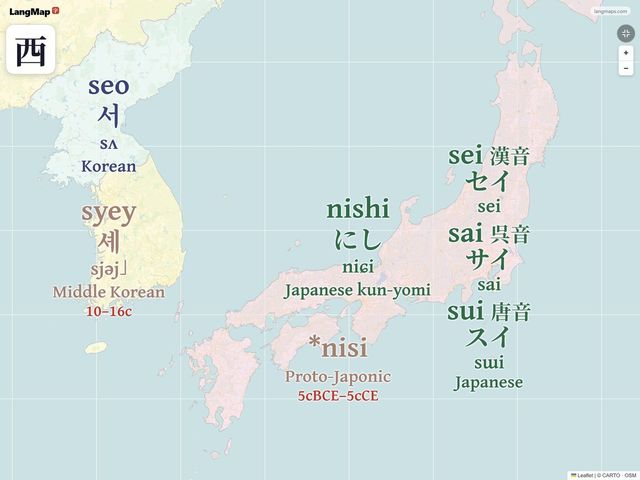 LangMap
langmaps.com
西
+
−
seo
서
sʌ
Korean
syey
셰
sjəj˩
Middle Korean
10–16c
nishi
にし
niɕi
Japanese kun-yomi
*nisi
Proto-Japonic
5cBCE–5cCE
sei 漢音
セイ
sei
sai 呉音
サイ
sai
sui 唐音
スイ
sɯi
Japanese
Leaflet | © CARTO · OSM